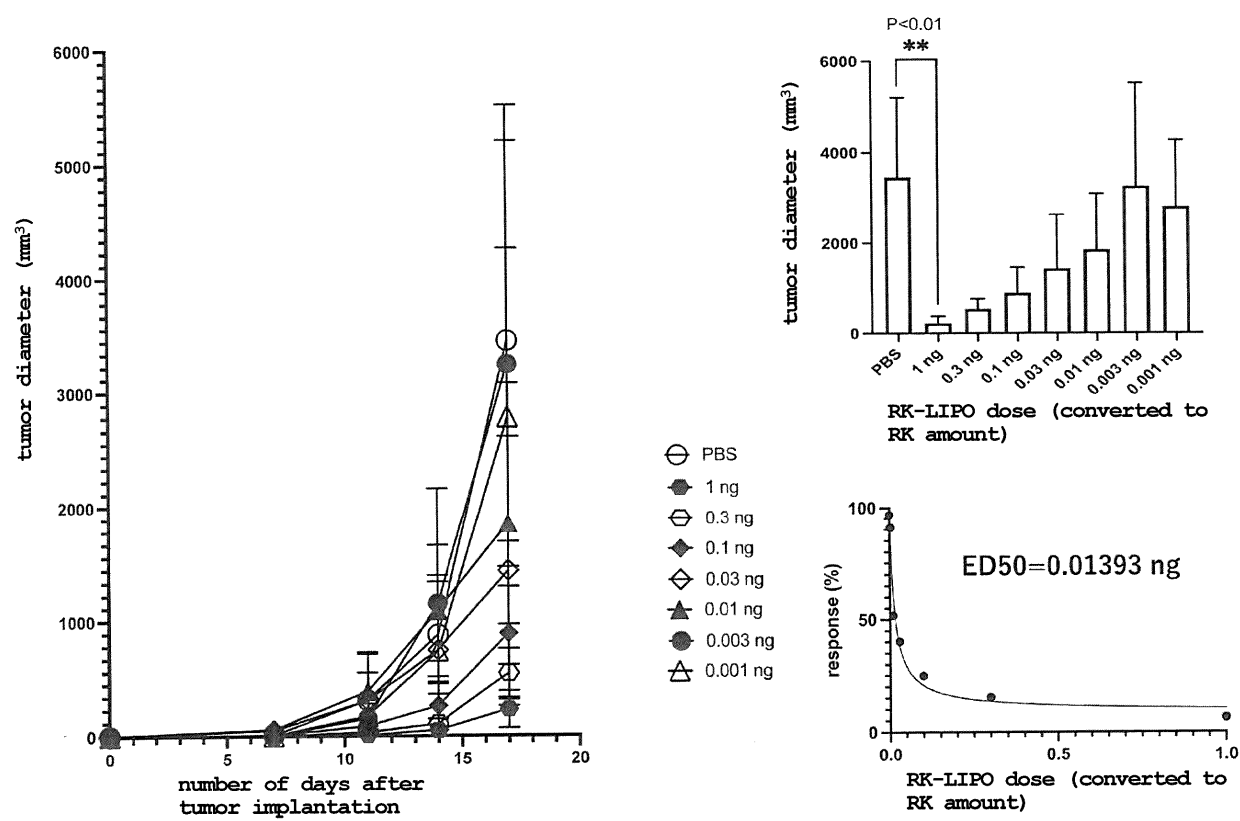 6000
5000
4000
3000
2000
1000
0
tumor diameter (mm³)
0
5
10
15
20
number of days after
tumor implantation
PBS
1 ng
0.3 ng
0.1 ng
0.03 ng
0.01 ng
0.003 ng
0.001 ng
P<0.01
**
6000
4000
2000
0
tumor diameter (mm³)
PBS
1 ng
0.3 ng
0.1 ng
0.03 ng
0.01 ng
0.003 ng
0.001 ng
RK-LIPO dose (converted to
RK amount)
100
50
0
response (%)
ED50=0.01393 ng
0.0
0.5
1.0
RK-LIPO dose (converted to
RK amount)